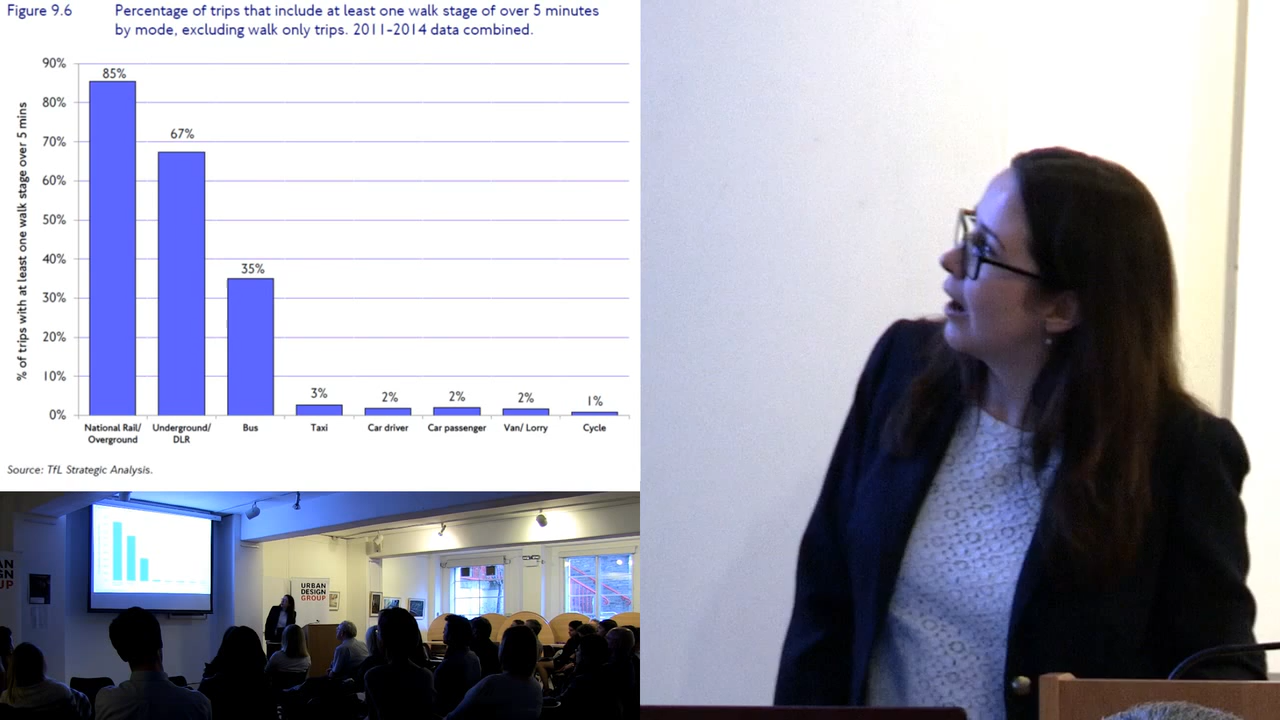 Figure 9.6
Percentage of trips that include at least one walk stage of over 5 minutes
by mode, excluding walk only trips. 2011-2014 data combined.
% of trips with at least one walk stage over 5 mins
90%
80%
70%
60%
50%
40%
30%
20%
10%
0%
85%
67%
35%
3%
2%
2%
2%
1%
National Rail/
Overground
Underground/
DLR
Bus
Taxi
Car driver
Car passenger
Van/ Lorry
Cycle
Source: TfL Strategic Analysis.
AN
GN
UP
URBAN
DESIGN
GROUP